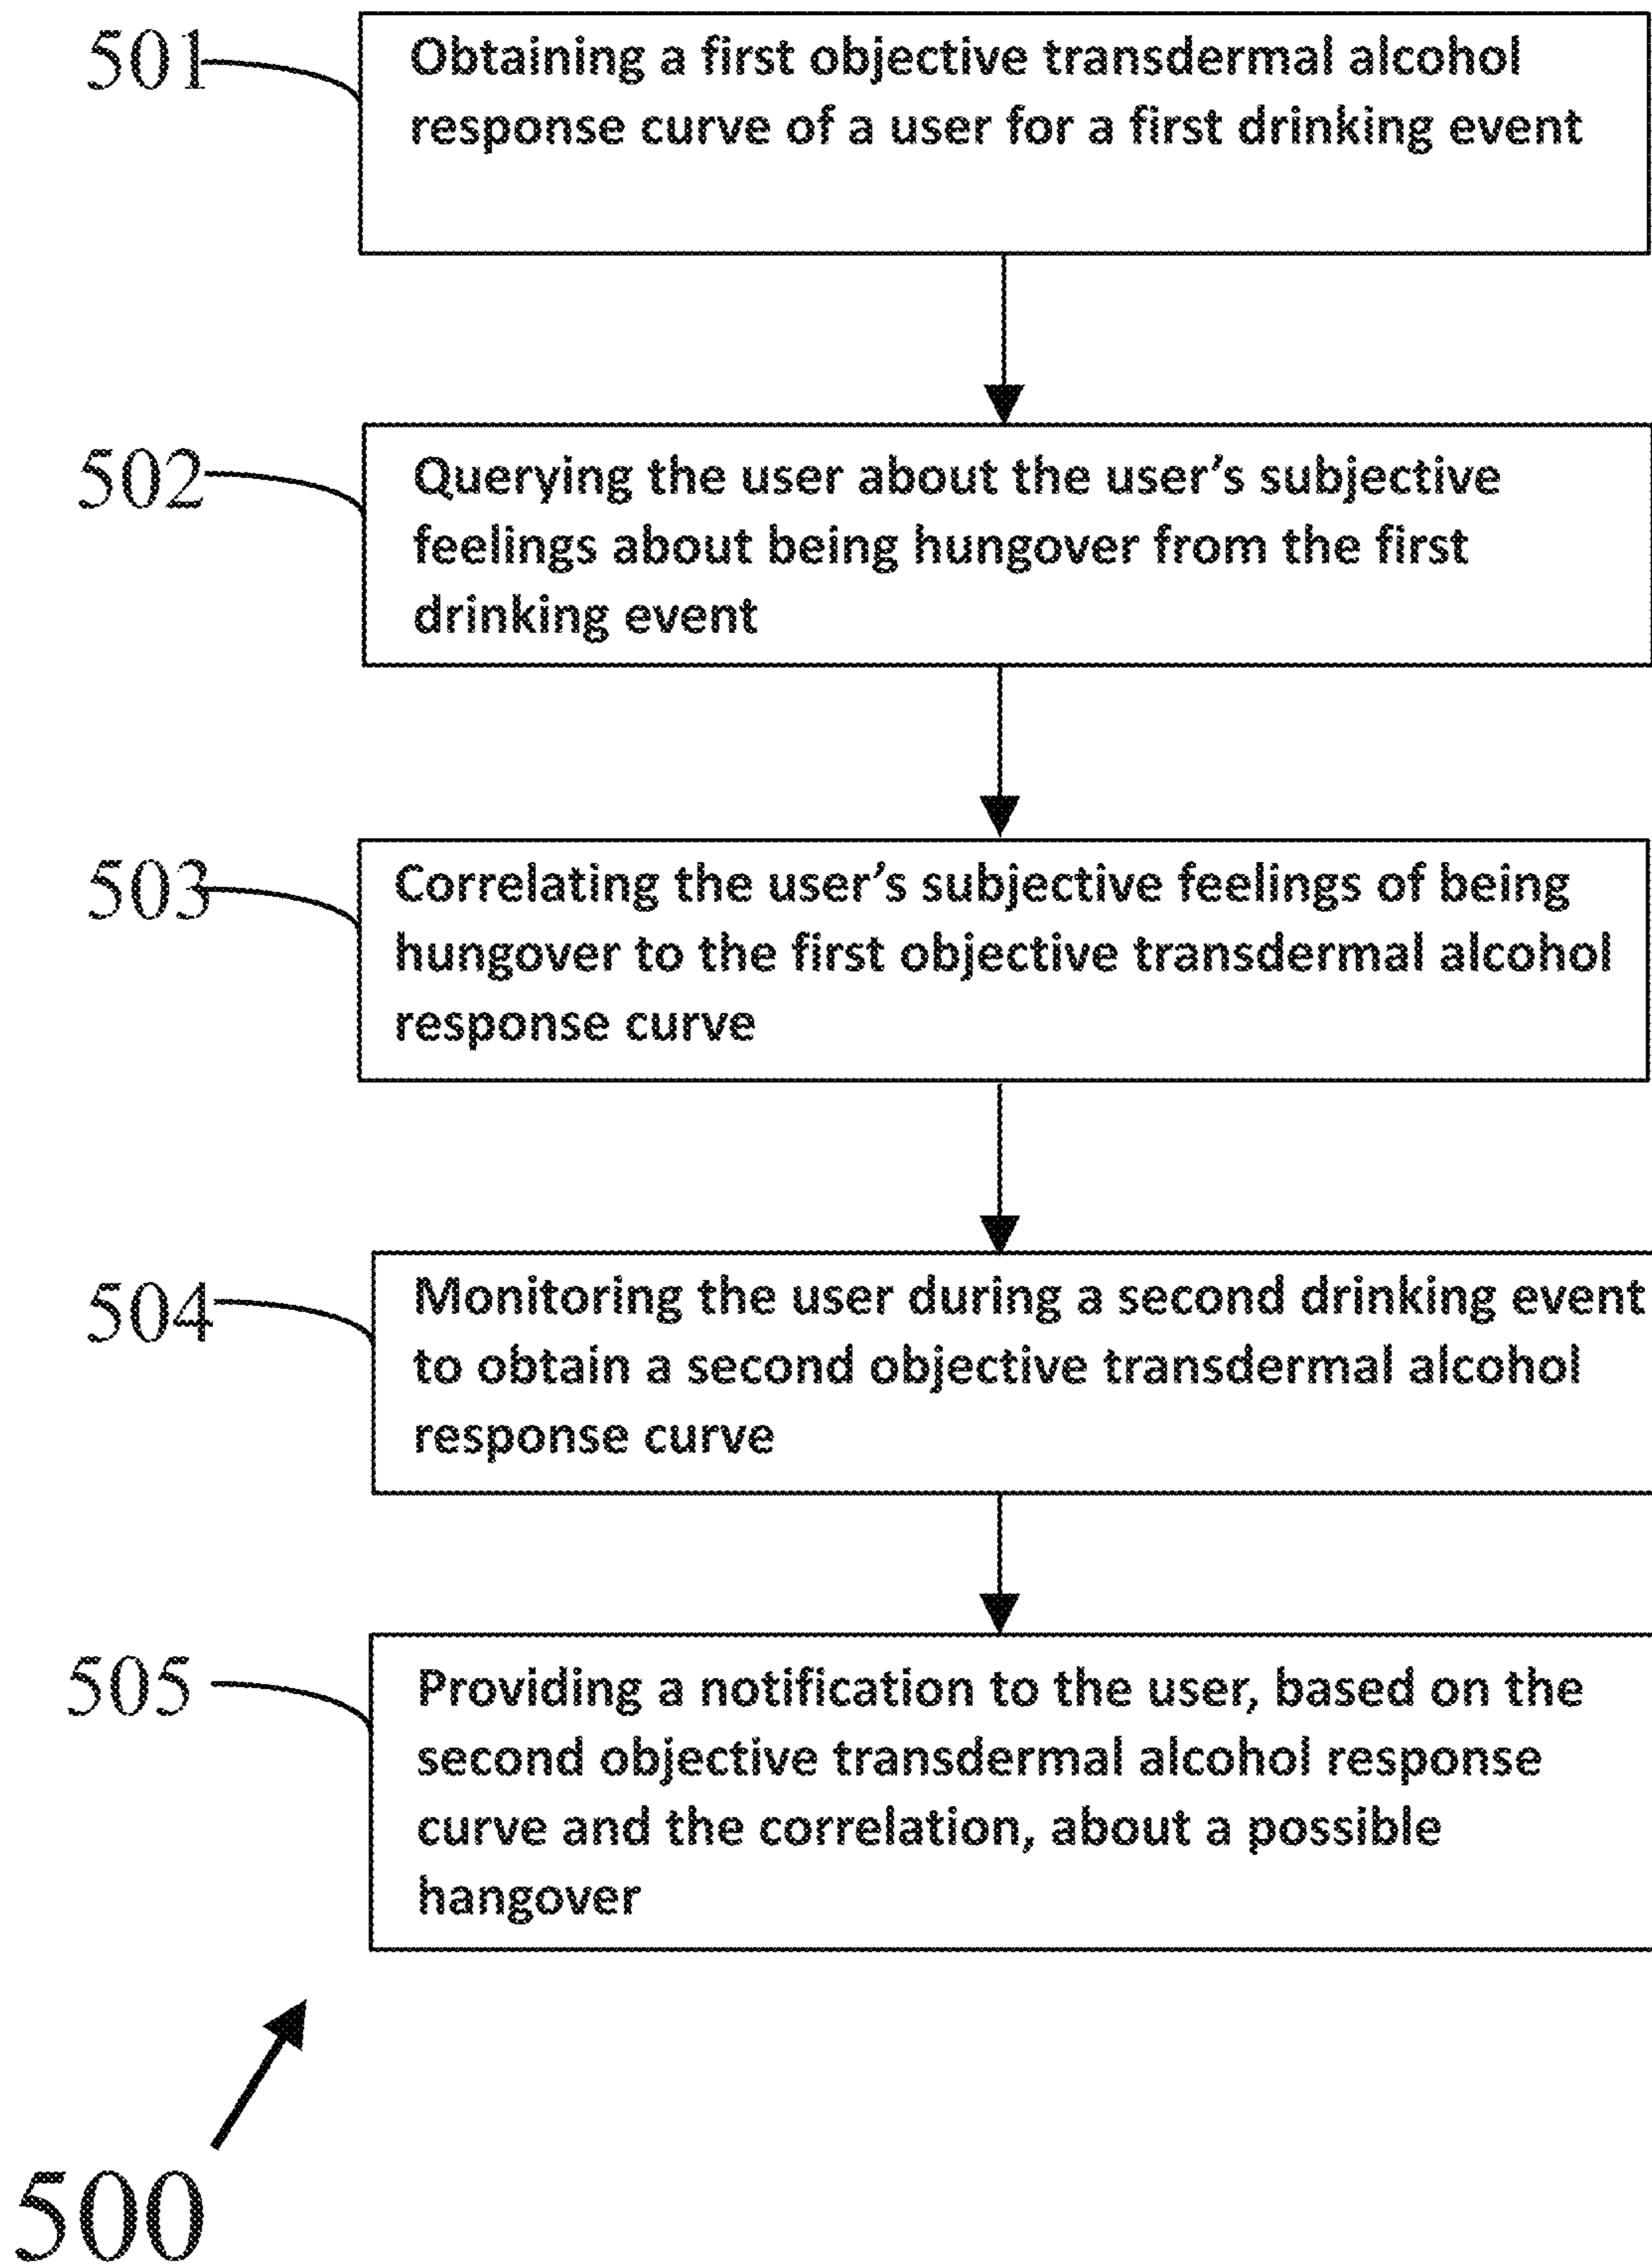 501
Obtaining a first objective transdermal alcohol
response curve of a user for a first drinking event
502
Querying the user about the user's subjective
feelings about being hungover from the first
drinking event
503
Correlating the user's subjective feelings of being
hungover to the first objective transdermal alcohol
response curve
504
Monitoring the user during a second drinking event
to obtain a second objective transdermal alcohol
response curve
505
Providing a notification to the user, based on the
second objective transdermal alcohol response
curve and the correlation, about a possible
hangover
500